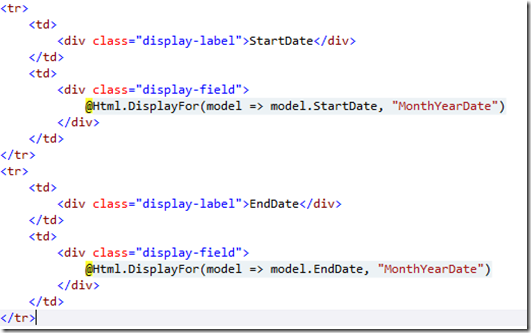 <tr>
    <td>
        <div class="display-label">StartDate</div>
    </td>
    <td>
        <div class="display-field">
            @Html.DisplayFor(model => model.StartDate, "MonthYearDate")
        </div>
    </td>
</tr>
<tr>
    <td>
        <div class="display-label">EndDate</div>
    </td>
    <td>
        <div class="display-field">
            @Html.DisplayFor(model => model.EndDate, "MonthYearDate")
        </div>
    </td>
</tr>